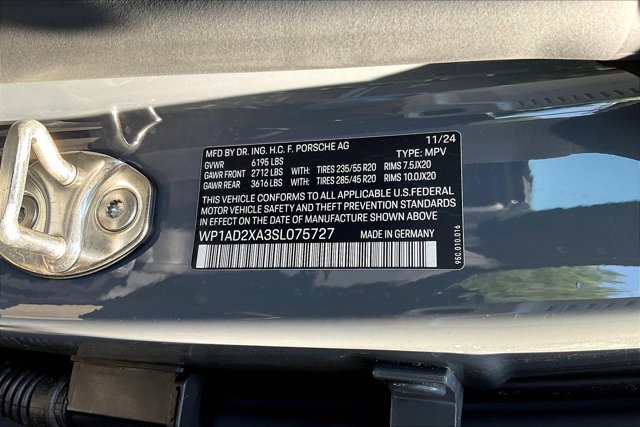 MFD BY DR. ING. H.C. F. PORSCHE AG 11/24
GVWR 6195 LBS TYPE: MPV
GAWR FRONT 2712 LBS WITH: TIRES 235/55 R20 RIMS 7.5JX20
GAWR REAR 3616 LBS WITH: TIRES 285/45 R20 RIMS 10.0JX20
THIS VEHICLE CONFORMS TO ALL APPLICABLE U.S.FEDERAL
MOTOR VEHICLE SAFETY AND THEFT PREVENTION STANDARDS
IN EFFECT ON THE DATE OF MANUFACTURE SHOWN ABOVE
WP1AD2XA3SL075727 MADE IN GERMANY
95C.010.016